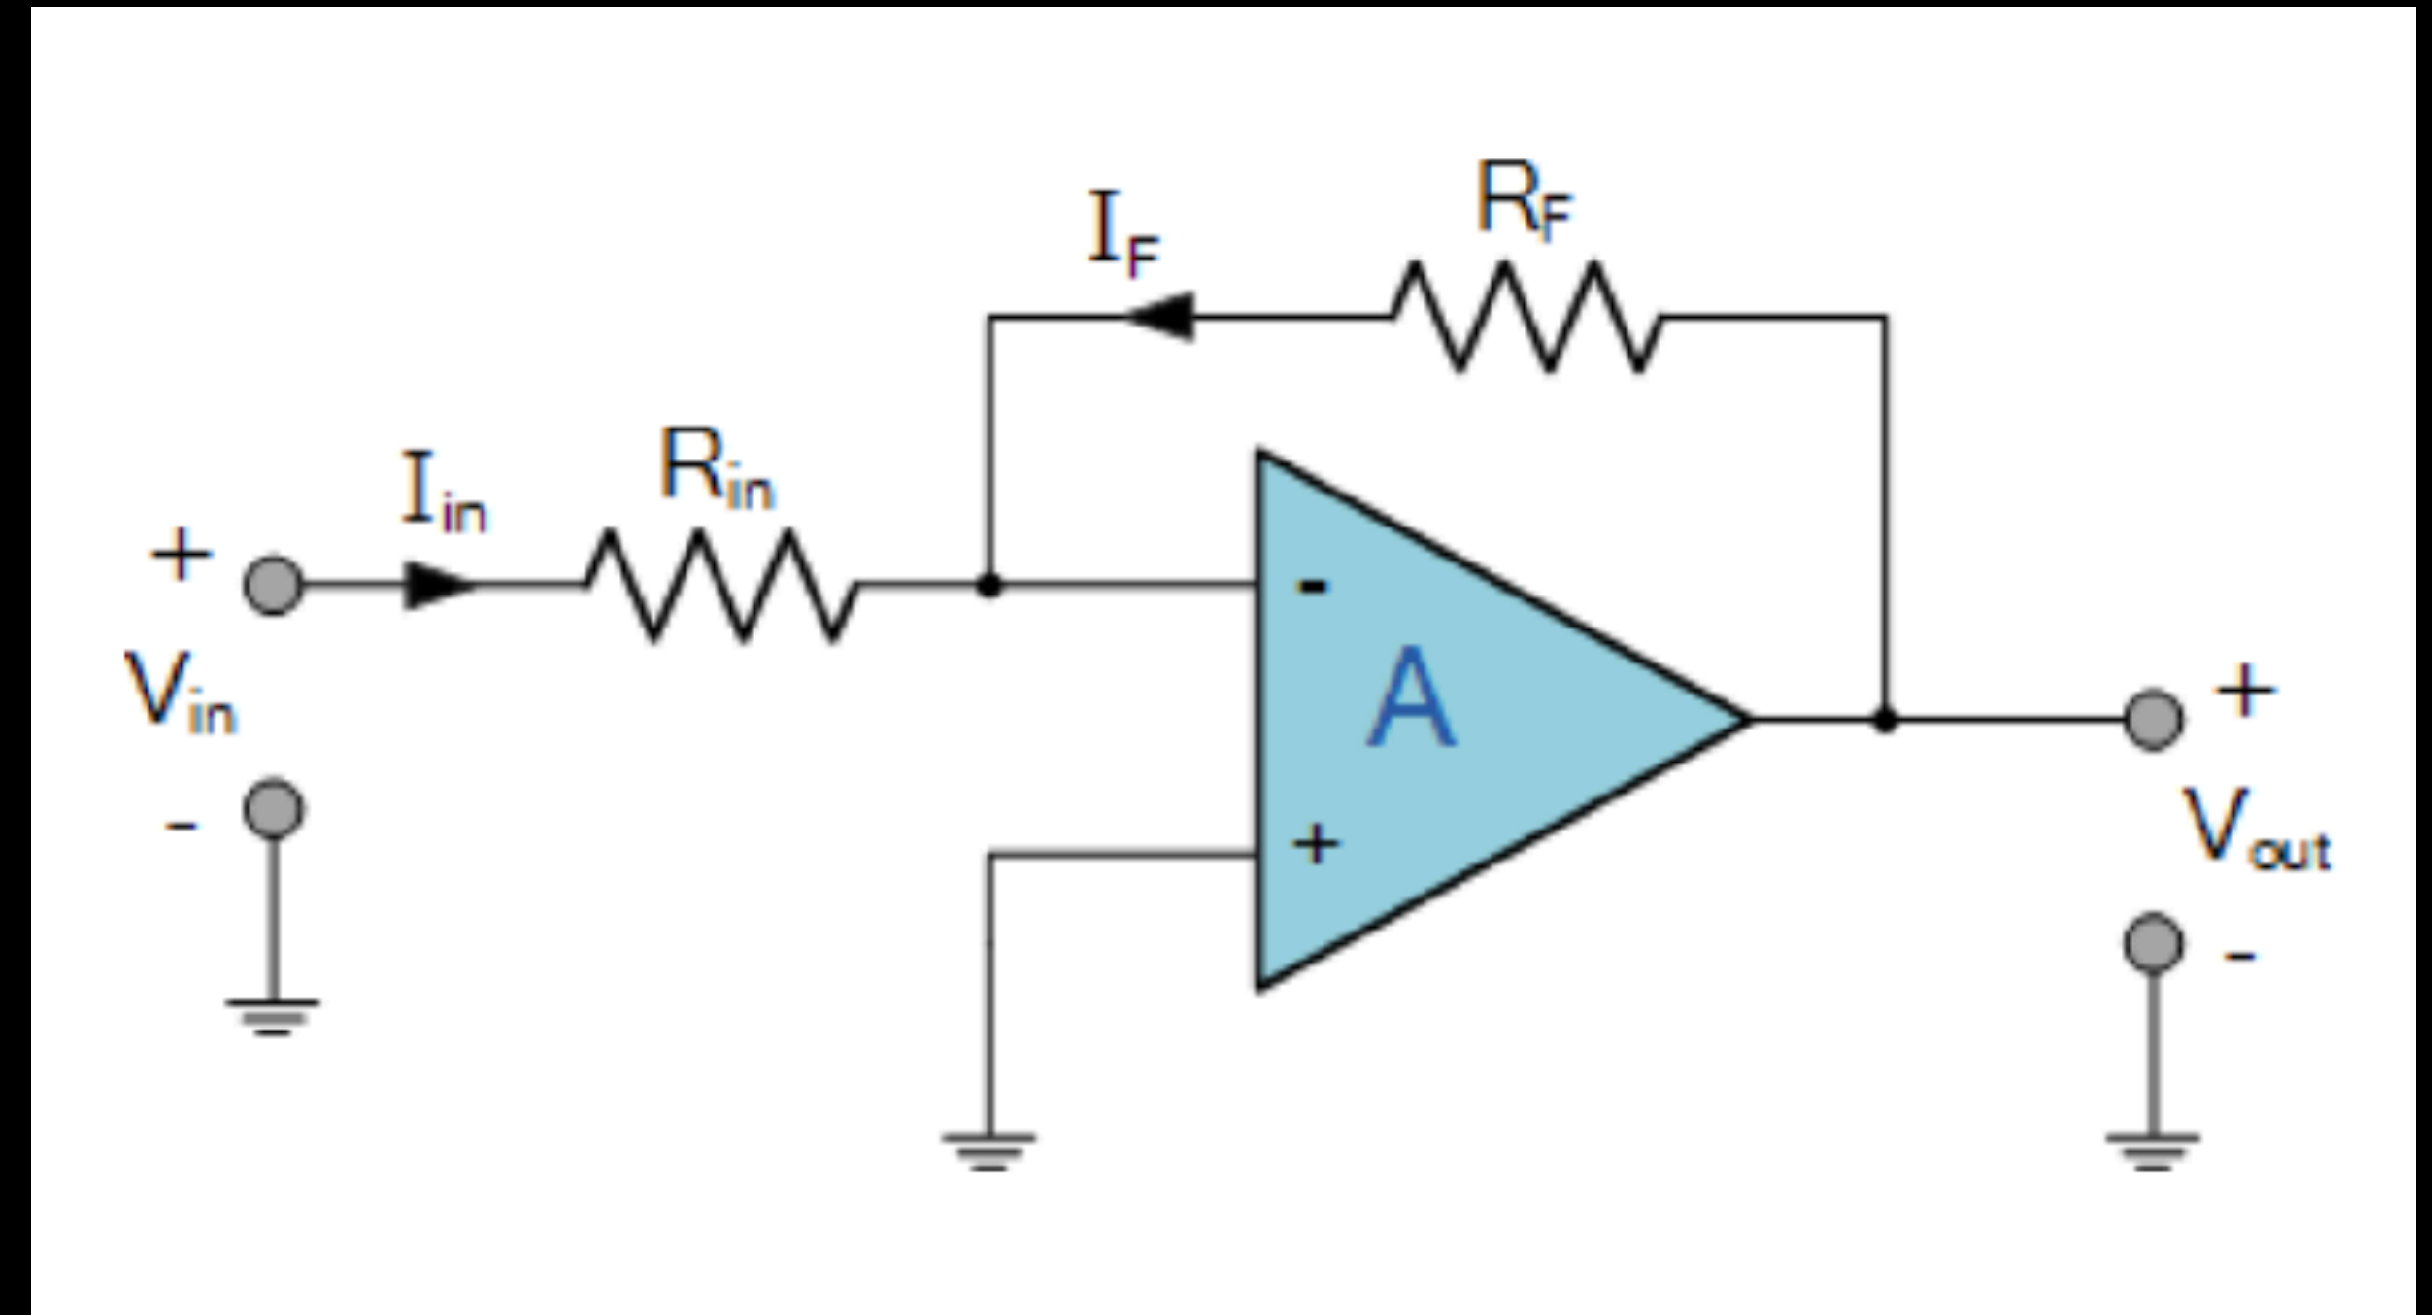 I_F
R_F
I_in
R_in
+
-
V_in
A
+
V_out
-
+
-